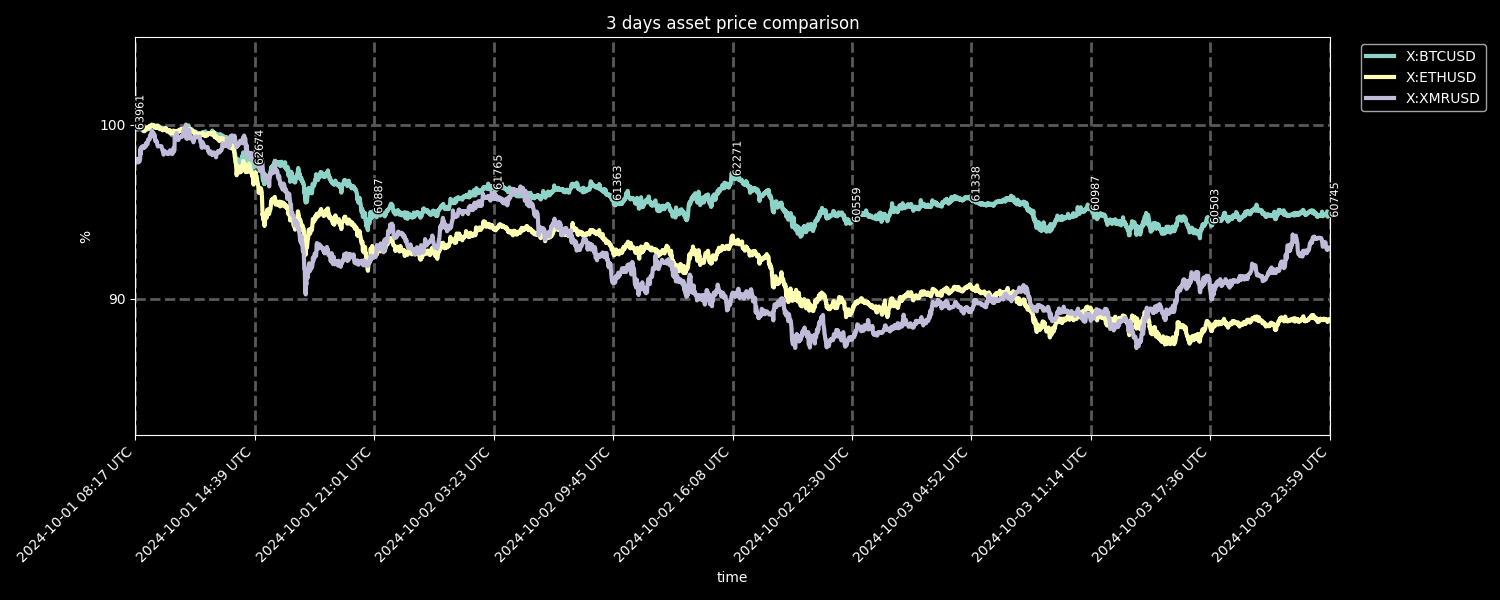 3 days asset price comparison
X:BTCUSD
X:ETHUSD
X:XMRUSD
%
100
90
63961
62674
60887
61765
61363
62271
60559
61338
60987
60503
60745
2024-10-01 08:17 UTC
2024-10-01 14:39 UTC
2024-10-01 21:01 UTC
2024-10-02 03:23 UTC
2024-10-02 09:45 UTC
2024-10-02 16:08 UTC
2024-10-02 22:30 UTC
2024-10-03 04:52 UTC
2024-10-03 11:14 UTC
2024-10-03 17:36 UTC
2024-10-03 23:59 UTC
time